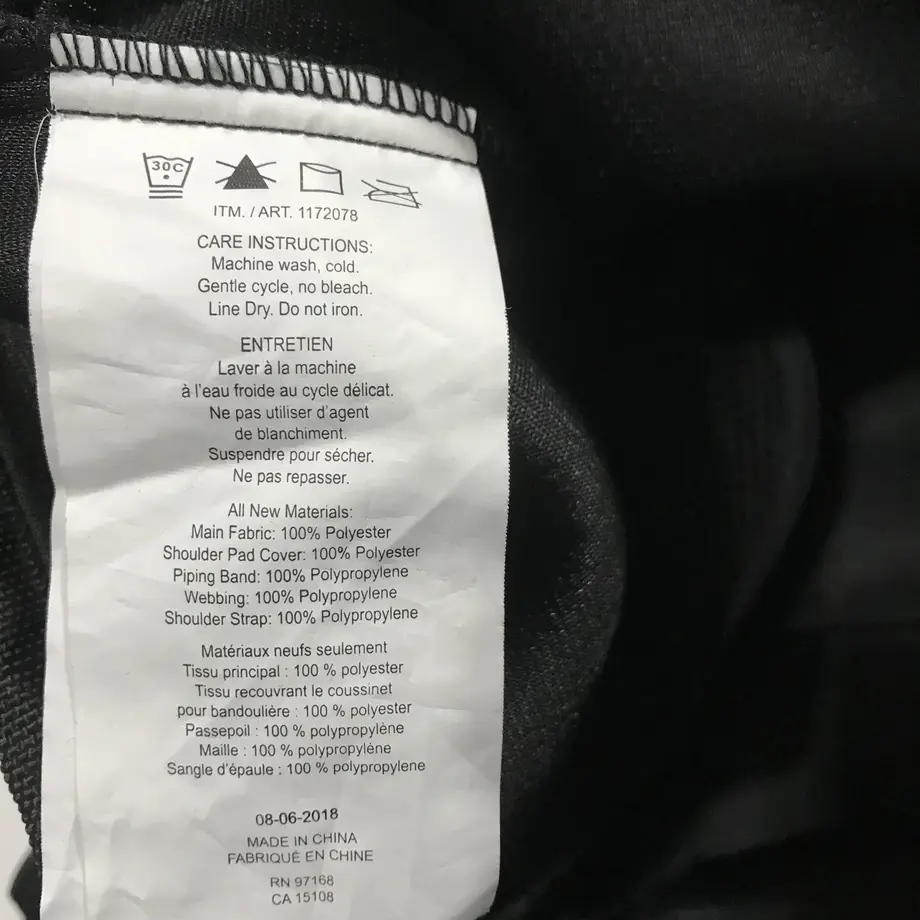 30C
ITM. / ART. 1172078
CARE INSTRUCTIONS:
Machine wash, cold.
Gentle cycle, no bleach.
Line Dry. Do not iron.
ENTRETIEN
Laver à la machine
à l'eau froide au cycle délicat.
Ne pas utiliser d'agent
de blanchiment.
Suspendre pour sécher.
Ne pas repasser.
All New Materials:
Main Fabric: 100% Polyester
Shoulder Pad Cover: 100% Polyester
Piping Band: 100% Polypropylene
Webbing: 100% Polypropylene
Shoulder Strap: 100% Polypropylene
Matériaux neufs seulement
Tissu principal : 100 % polyester
Tissu recouvrant le coussinet
pour bandoulière : 100 % polyester
Passepoil : 100 % polypropylène
Maille : 100 % polypropylène
Sangle d'épaule : 100 % polypropylene
08-06-2018
MADE IN CHINA
FABRIQUÉ EN CHINE
RN 97168
CA 15108